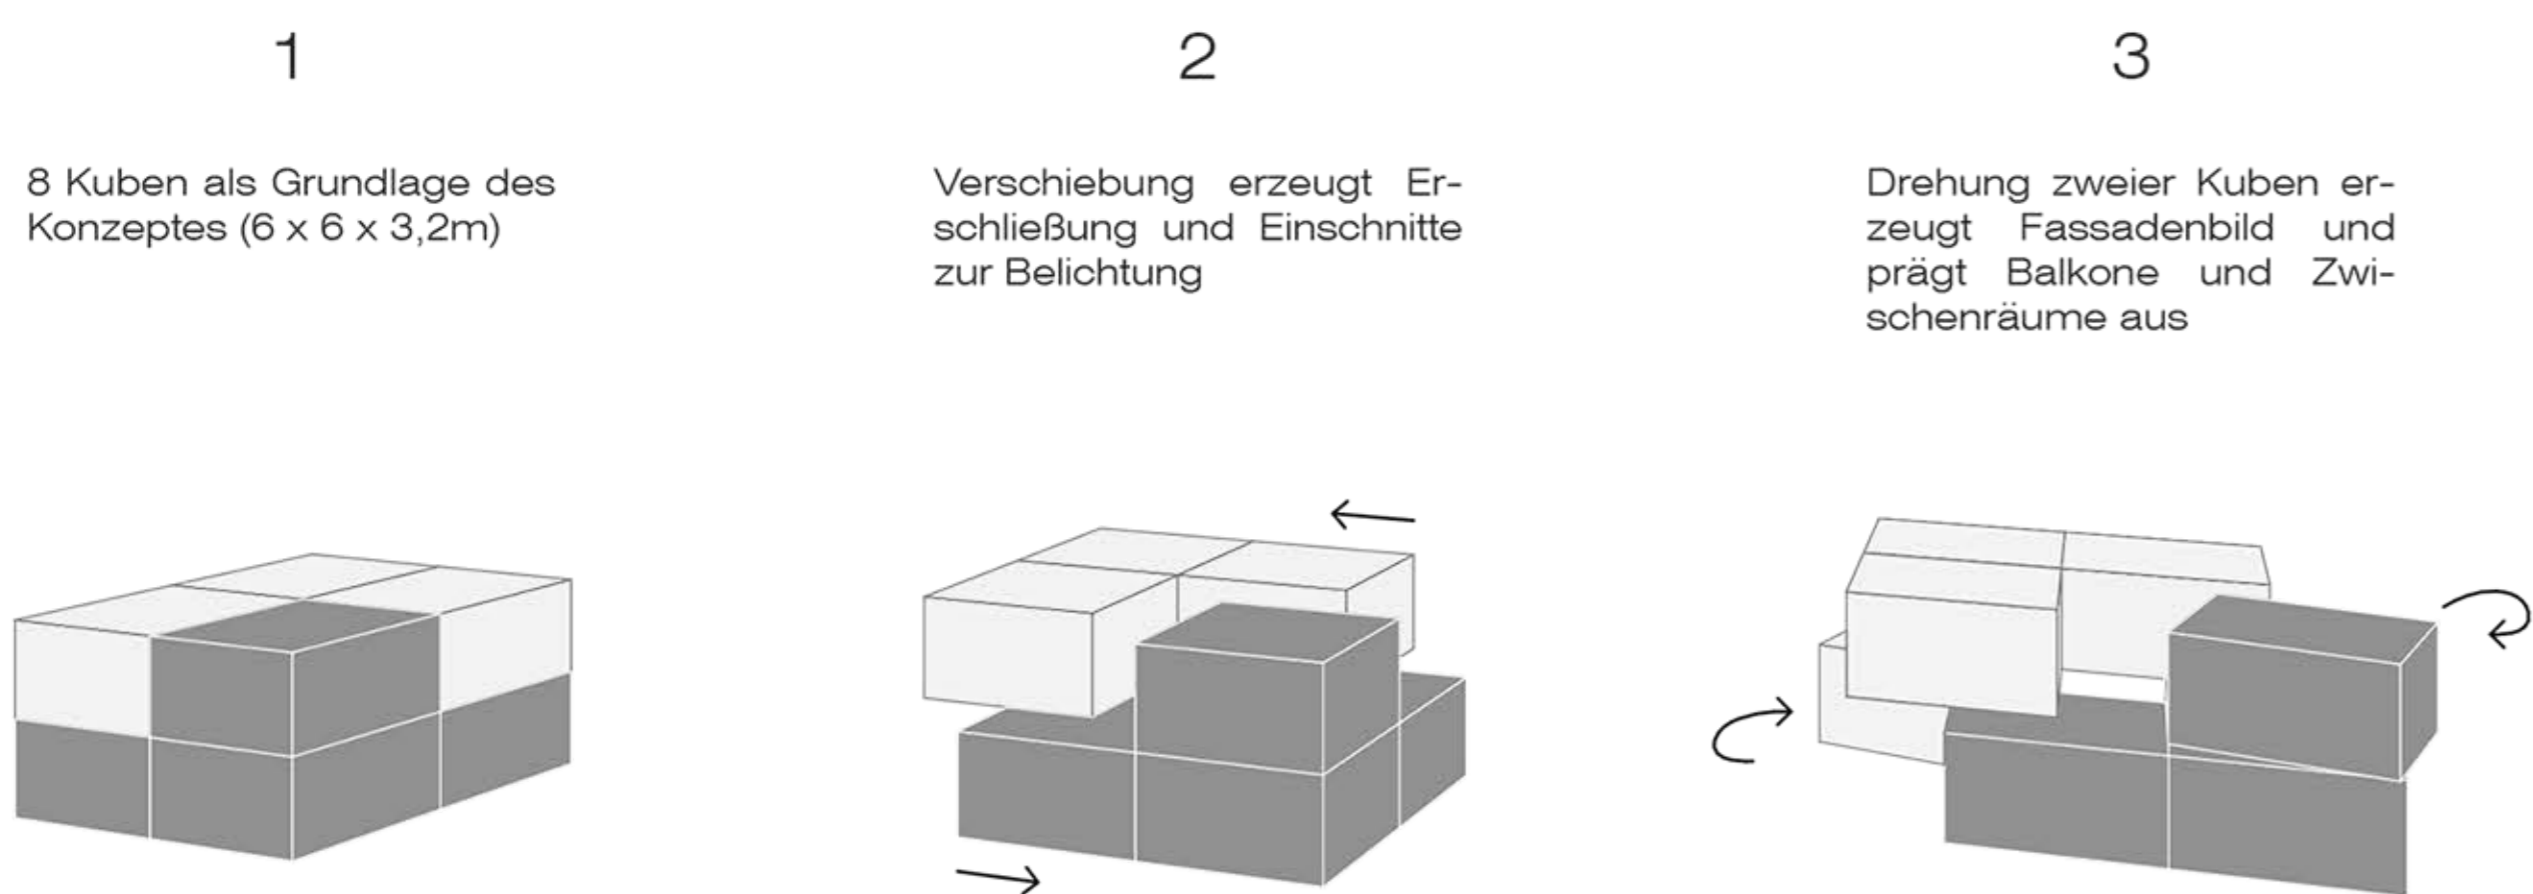 1
8 Kuben als Grundlage des
Konzeptes (6 x 6 x 3,2m)
2
Verschiebung erzeugt Er-
schließung und Einschnitte
zur Belichtung
3
Drehung zweier Kuben er-
zeugt Fassadenbild und
prägt Balkone und Zwi-
schenräume aus